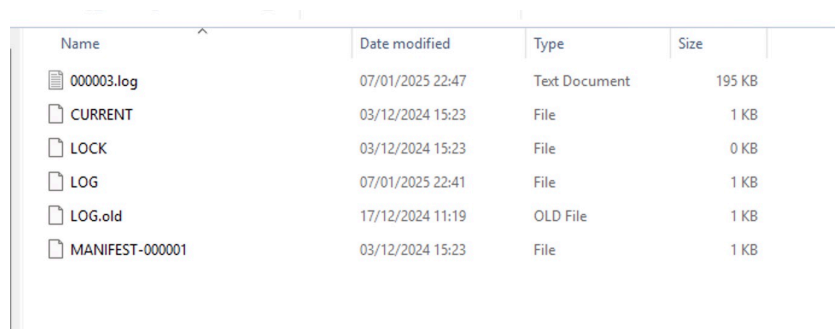 Name Date modified Type Size
000003.log 07/01/2025 22:47 Text Document 195 KB
CURRENT 03/12/2024 15:23 File 1 KB
LOCK 03/12/2024 15:23 File 0 KB
LOG 07/01/2025 22:41 File 1 KB
LOG.old 17/12/2024 11:19 OLD File 1 KB
MANIFEST-000001 03/12/2024 15:23 File 1 KB